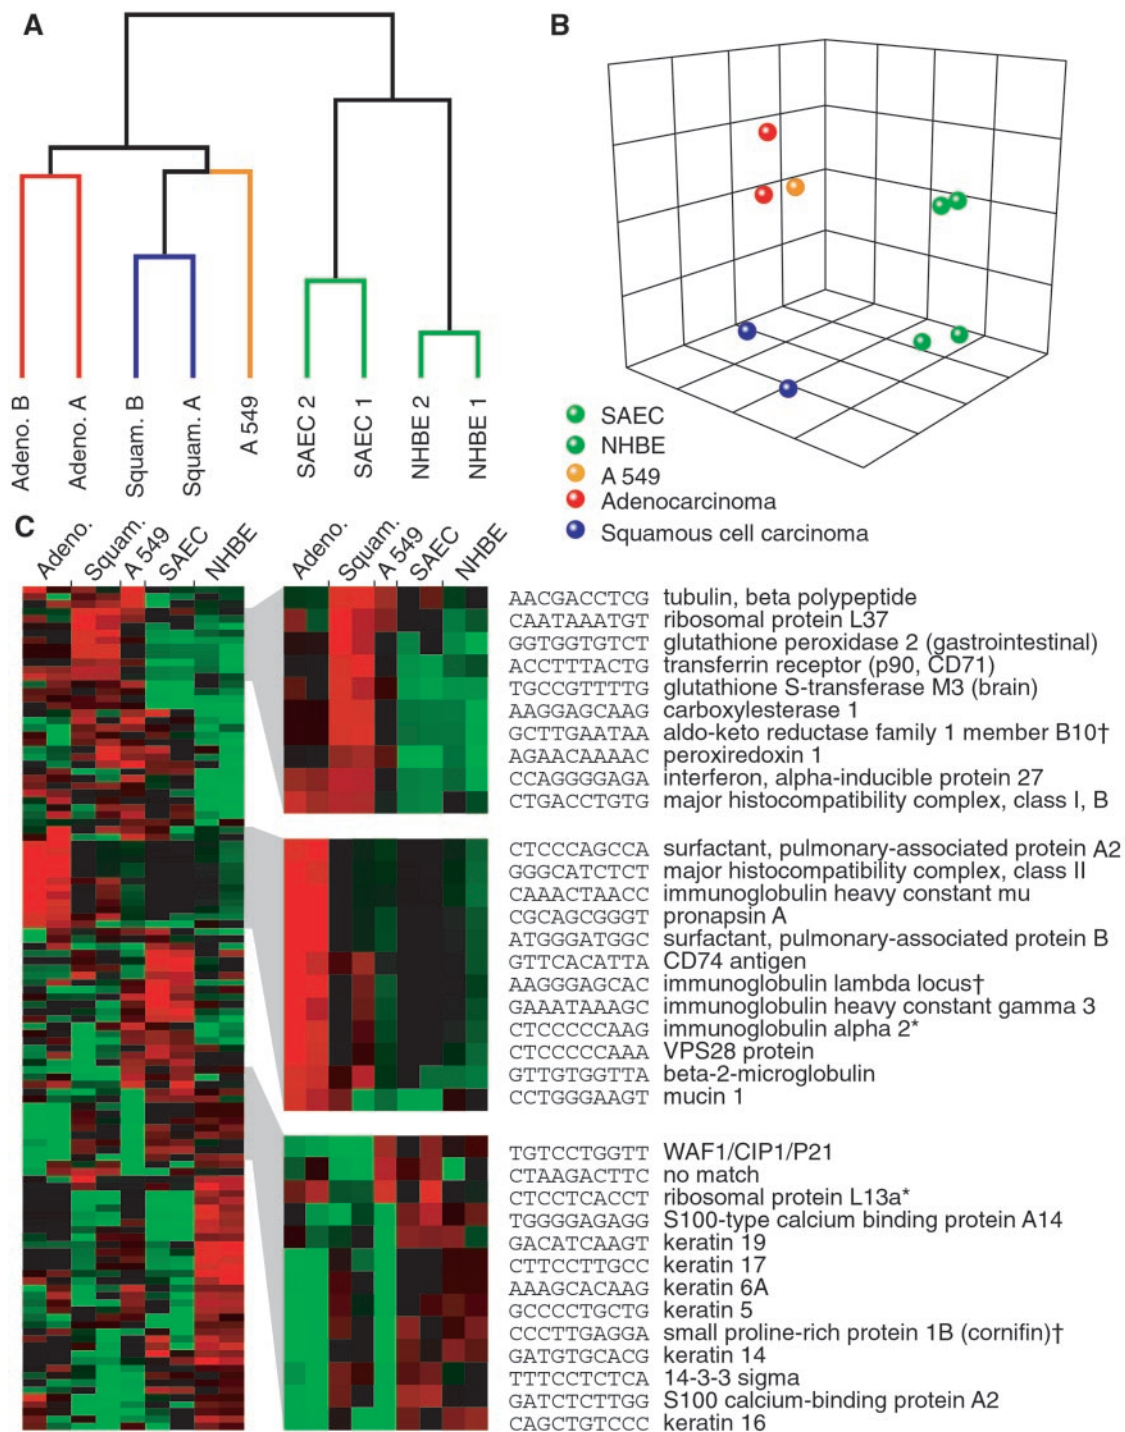 A
B
Adeno. B
Adeno. A
Squam. B
Squam. A
A 549
SAEC 2
SAEC 1
NHBE 2
NHBE 1
SAEC
NHBE
A 549
Adenocarcinoma
Squamous cell carcinoma
C
Adeno.
Squam.
A 549
SAEC
NHBE
Adeno.
Squam.
A 549
SAEC
NHBE
AACGACCTCG tubulin, beta polypeptide
CAATAAATGT ribosomal protein L37
GGTGGTGTCT glutathione peroxidase 2 (gastrointestinal)
ACCTTTACTG transferrin receptor (p90, CD71)
TGCCGTTTTG glutathione S-transferase M3 (brain)
AAGGAGCAAG carboxylesterase 1
GCTTGAATAA aldo-keto reductase family 1 member B10†
AGAACAAAAC peroxiredoxin 1
CCAGGGGAGA interferon, alpha-inducible protein 27
CTGACCTGTG major histocompatibility complex, class I, B
CTCCCAGCCA surfactant, pulmonary-associated protein A2
GGGCATCTCT major histocompatibility complex, class II
CAAACTAACC immunoglobulin heavy constant mu
CGCAGCGGGT pronapsin A
ATGGGATGGC surfactant, pulmonary-associated protein B
GTTCACATTA CD74 antigen
AAGGGAGCAC immunoglobulin lambda locus†
GAAATAAAGC immunoglobulin heavy constant gamma 3
CTCCCCCAAG immunoglobulin alpha 2*
CTCCCCCAAA VPS28 protein
GTTGTGGTTA beta-2-microglobulin
CCTGGGAAGT mucin 1
TGTCCTGGTT WAF1/CIP1/P21
CTAAGACTTC no match
CTCCTCACCT ribosomal protein L13a*
TGGGGAGAGG S100-type calcium binding protein A14
GACATCAAGT keratin 19
CTTCCTTGCC keratin 17
AAAGCACAAG keratin 6A
GCCCCTGCTG keratin 5
CCCTTGAGGA small proline-rich protein 1B (cornifin)†
GATGTGCACG keratin 14
TTTCCTCTCA 14-3-3 sigma
GATCTCTTGG S100 calcium-binding protein A2
CAGCTGTCCC keratin 16